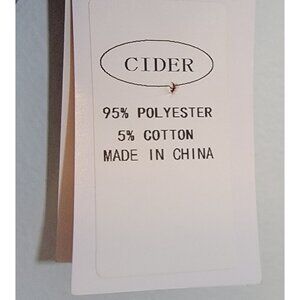 CIDER
95% POLYESTER
5% COTTON
MADE IN CHINA